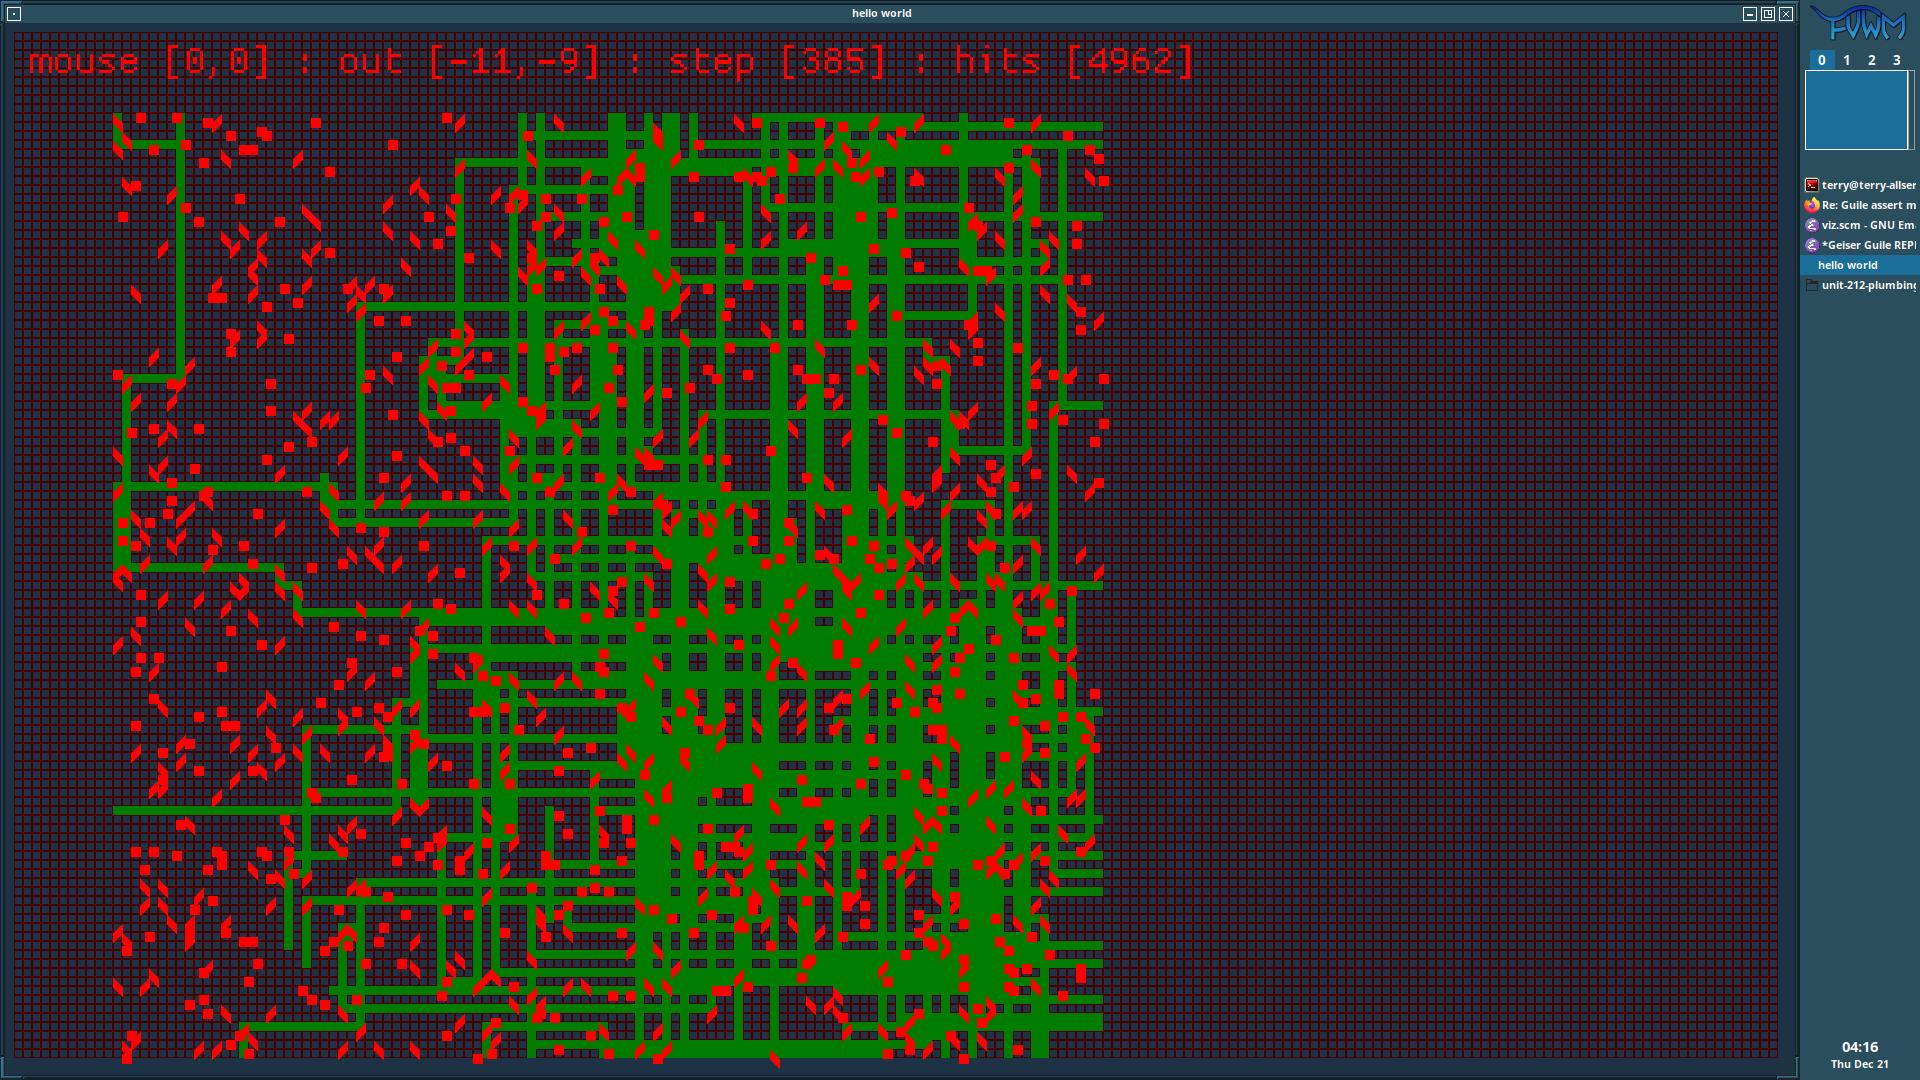 hello world
mouse [0,0] : out [-11,-9] : step [385] : hits [4962]
FVWM
0 1 2 3
terry@terry-allser
Re: Guile assert m
viz.scm - GNU Em
*Geiser Guile REPL
hello world
unit-212-plumbing
04:16
Thu Dec 21